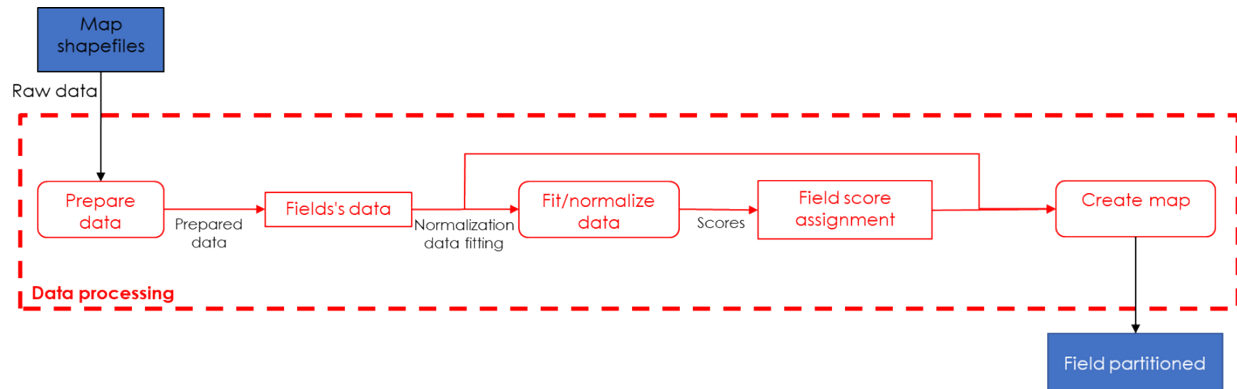 Map
shapefiles
Raw data
Prepare
data
Prepared
data
Fields's data
Normalization
data fitting
Fit/normalize
data
Scores
Field score
assignment
Create map
Data processing
Field partitioned